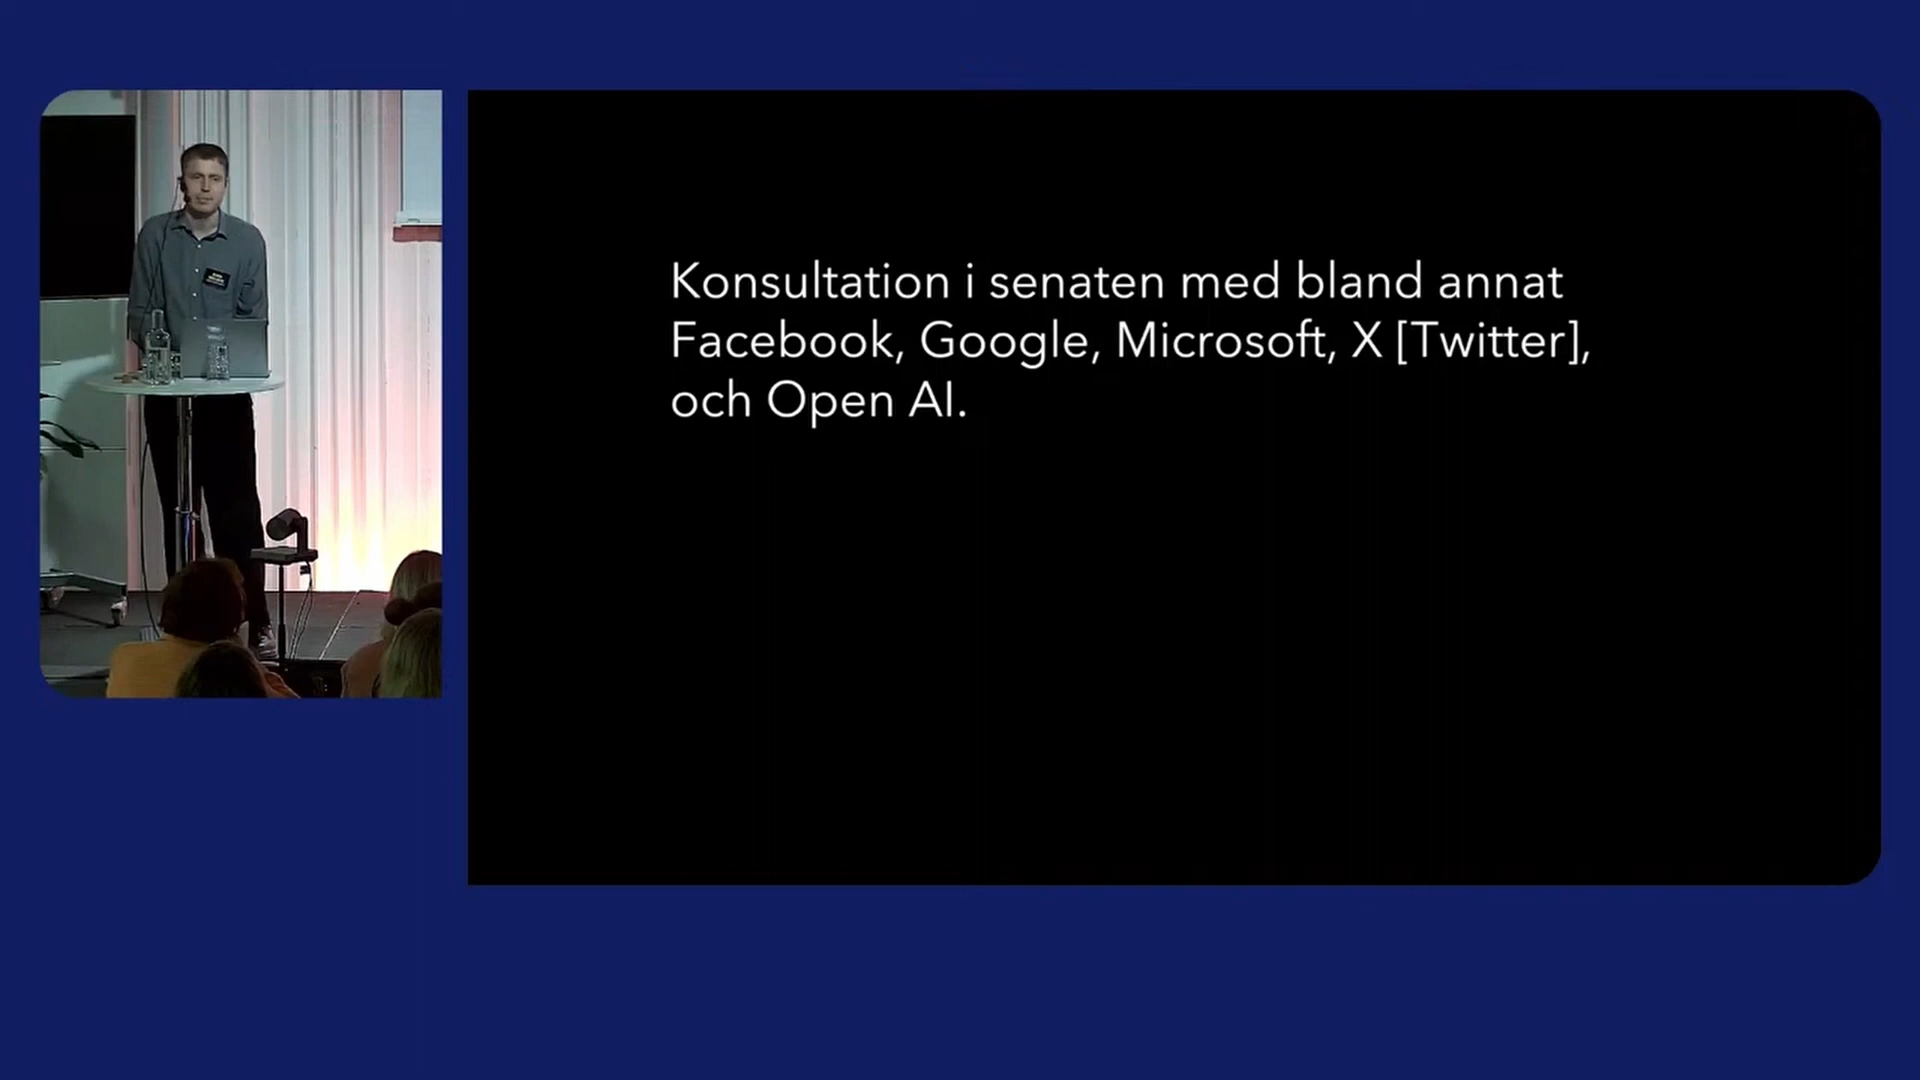 Konsultation i senaten med bland annat
Facebook, Google, Microsoft, X [Twitter],
och Open AI.